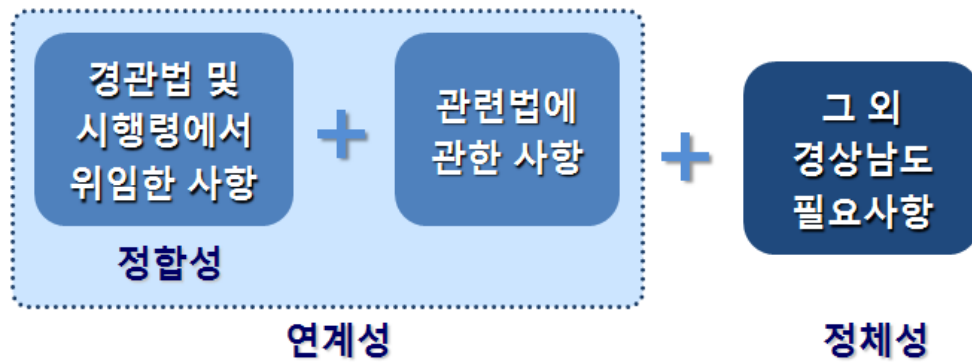 경관법 및
시행령에서
위임한 사항
+
관련법에
관한 사항
+
그 외
경상남도
필요사항
정합성
연계성
정체성